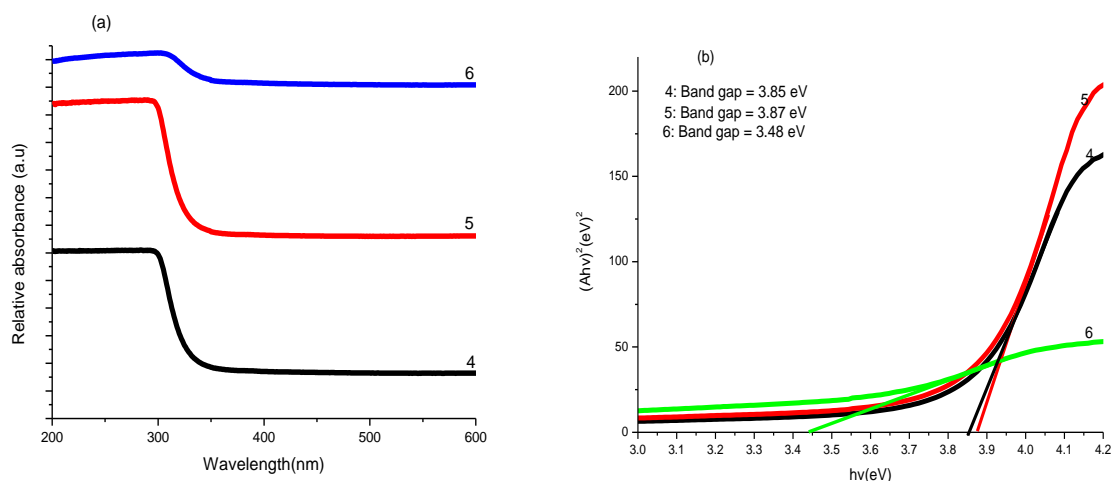 (a)
Relative absorbance (a.u)
6
5
4
200 300 400 500 600
Wavelength(nm)
(b)
4: Band gap = 3.85 eV
5: Band gap = 3.87 eV
6: Band gap = 3.48 eV
(Ahν)²(eV)²
200
150
100
50
0
5
4
6
3.0 3.1 3.2 3.3 3.4 3.5 3.6 3.7 3.8 3.9 4.0 4.1 4.2
hν(eV)